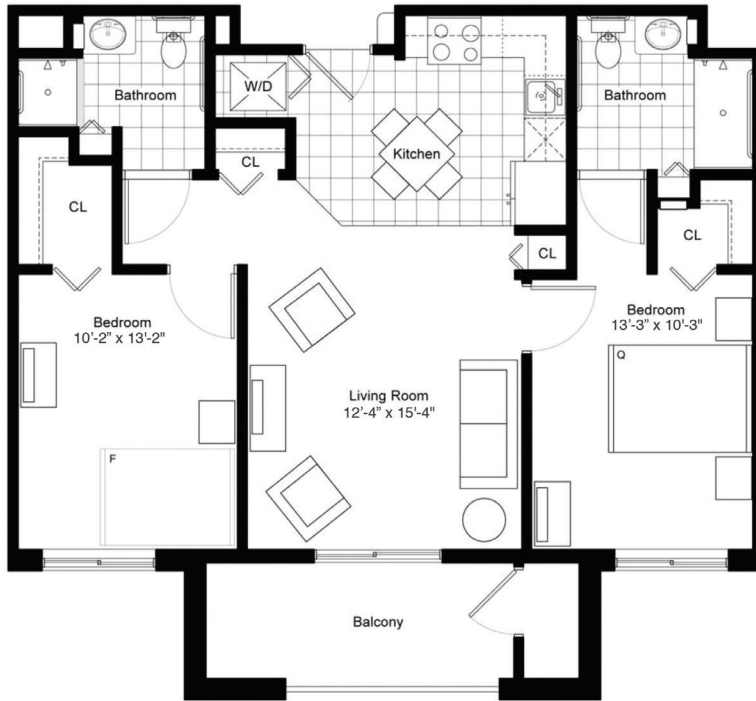 Bathroom
W/D
Bathroom
Kitchen
CL
CL
CL
CL
Bedroom
10’-2” x 13’-2”
Bedroom
13’-3” x 10’-3”
Q
Living Room
12’-4” x 15’-4”
F
Balcony